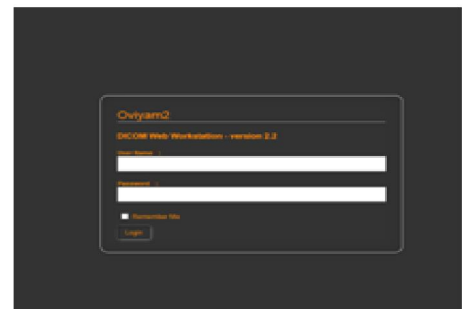 Oviyam2
DICOM Web Workstation - version 2.2
User Name :
Password :
Remember Me
Login